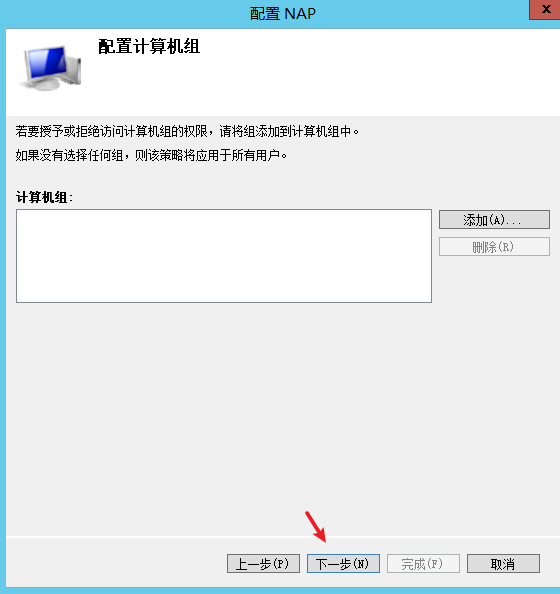 配置 NAP
x
配置计算机组
若要授予或拒绝访问计算机组的权限，请将组添加到计算机组中。
如果没有选择任何组，则该策略将应用于所有用户。
计算机组:
添加(A)...
删除(R)
上一步(P)
下一步(N)
完成(F)
取消